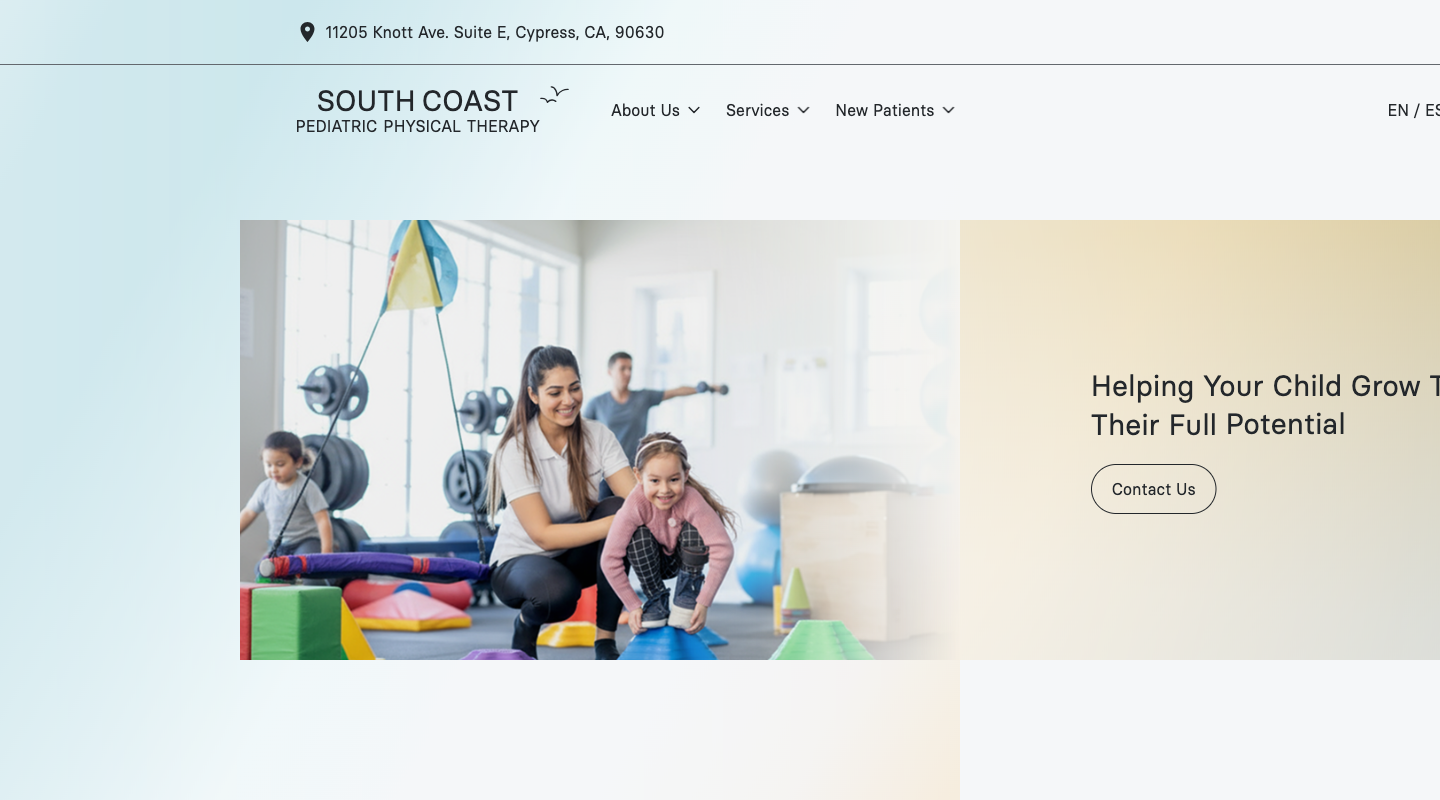 11205 Knott Ave. Suite E, Cypress, CA, 90630
SOUTH COAST
PEDIATRIC PHYSICAL THERAPY
About Us
Services
New Patients
EN / ES
Helping Your Child Grow T
Their Full Potential
Contact Us